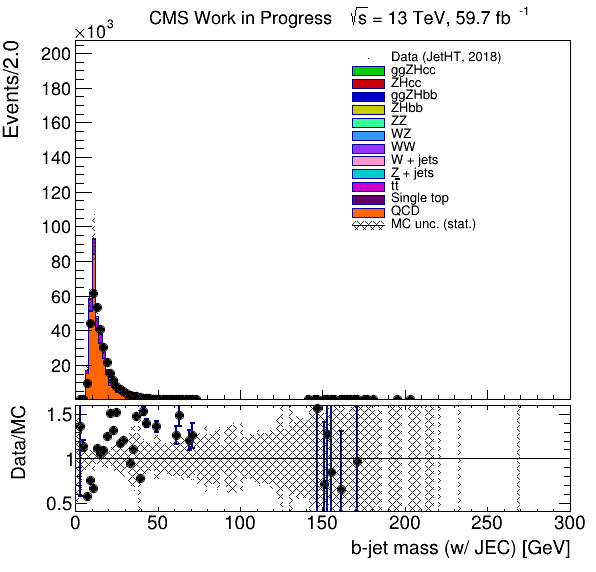 CMS Work in Progress √s = 13 TeV, 59.7 fb⁻¹
×10³
Events/2.0
200
180
160
140
120
100
80
60
40
20
Data (JetHT, 2018)
ggZHcc
ZHcc
ggZHbb
ZHbb
ZZ
WZ
WW
W + jets
Z + jets
tt̅
Single top
QCD
MC unc. (stat.)
Data/MC
1.5
1
0.5
0 50 100 150 200 250 300
b-jet mass (w/ JEC) [GeV]